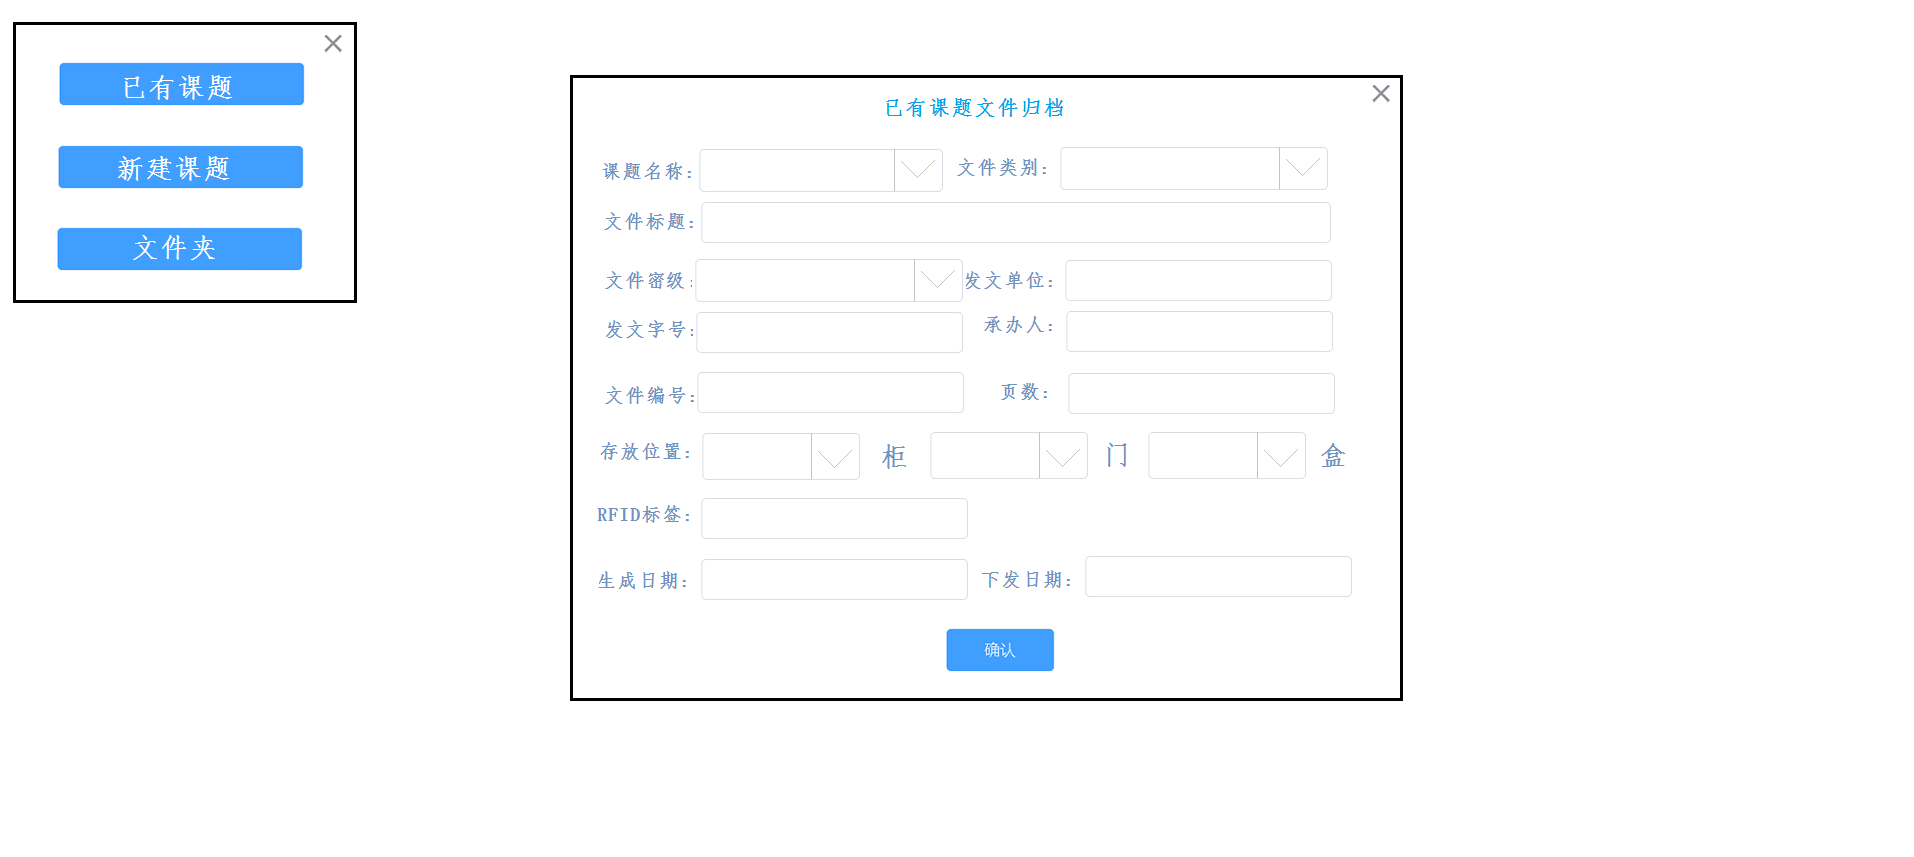 已有课题
新建课题
文件夹
已有课题文件归档
课题名称: 文件类别:
文件标题:
文件密级: 发文单位:
发文字号: 承办人:
文件编号: 页数:
存放位置: 柜 门 盒
RFID标签:
生成日期: 下发日期:
确认